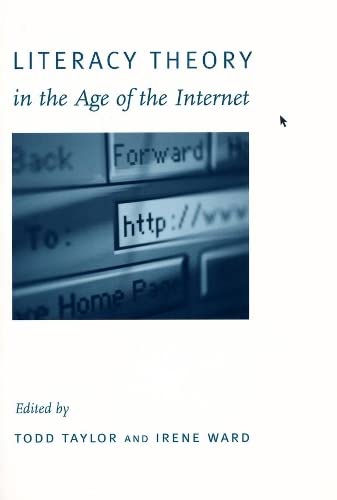 LITERACY THEORY
in the Age of the Internet
Back Forward
To: http://www
Home Page
Edited by
TODD TAYLOR AND IRENE WARD